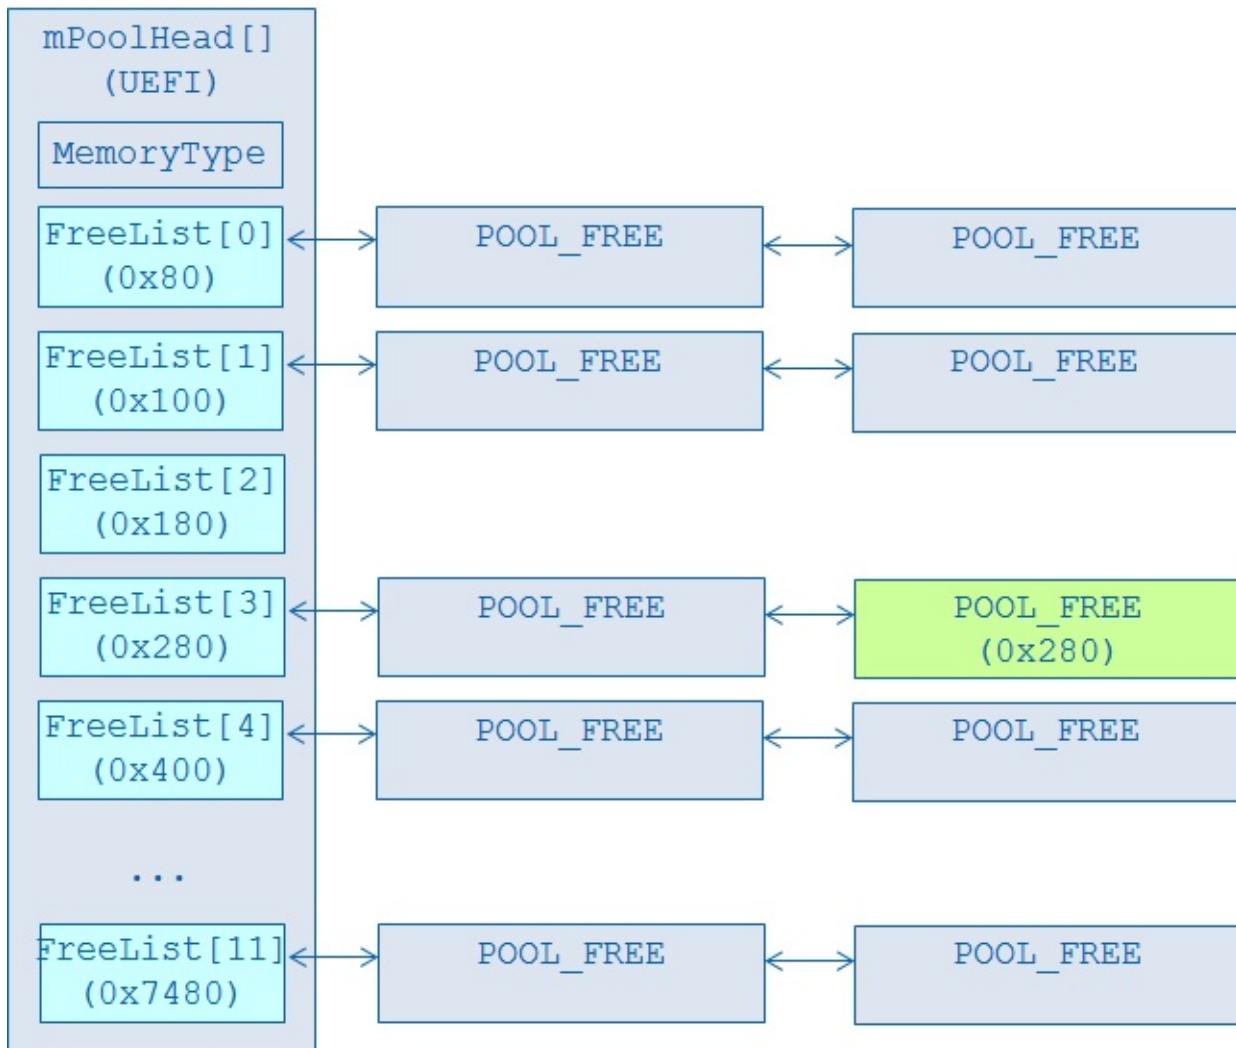 mPoolHead[]
(UEFI)
MemoryType
FreeList[0]
(0x80)
POOL_FREE
POOL_FREE
FreeList[1]
(0x100)
POOL_FREE
POOL_FREE
FreeList[2]
(0x180)
FreeList[3]
(0x280)
POOL_FREE
POOL_FREE
(0x280)
FreeList[4]
(0x400)
POOL_FREE
POOL_FREE
...
FreeList[11]
(0x7480)
POOL_FREE
POOL_FREE